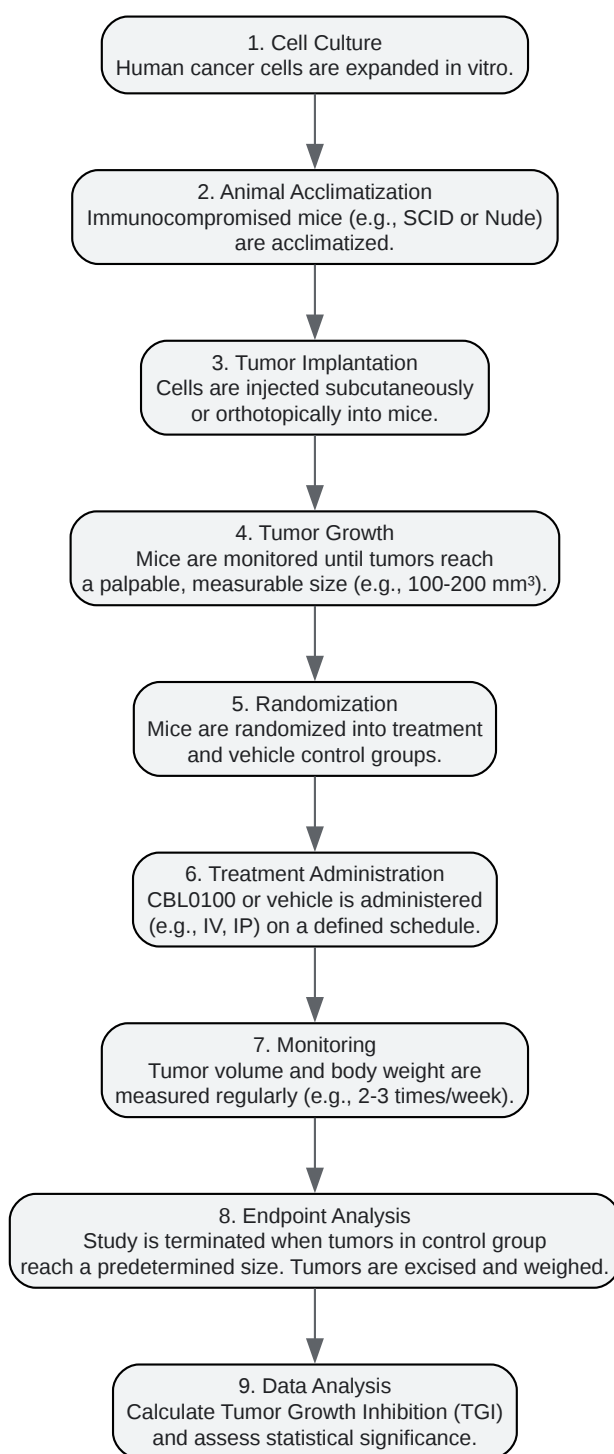 1. Cell Culture
Human cancer cells are expanded in vitro.
2. Animal Acclimatization
Immunocompromised mice (e.g., SCID or Nude)
are acclimatized.
3. Tumor Implantation
Cells are injected subcutaneously
or orthotopically into mice.
4. Tumor Growth
Mice are monitored until tumors reach
a palpable, measurable size (e.g., 100-200 mm³).
5. Randomization
Mice are randomized into treatment
and vehicle control groups.
6. Treatment Administration
CBL0100 or vehicle is administered
(e.g., IV, IP) on a defined schedule.
7. Monitoring
Tumor volume and body weight are
measured regularly (e.g., 2-3 times/week).
8. Endpoint Analysis
Study is terminated when tumors in control group
reach a predetermined size. Tumors are excised and weighed.
9. Data Analysis
Calculate Tumor Growth Inhibition (TGI)
and assess statistical significance.